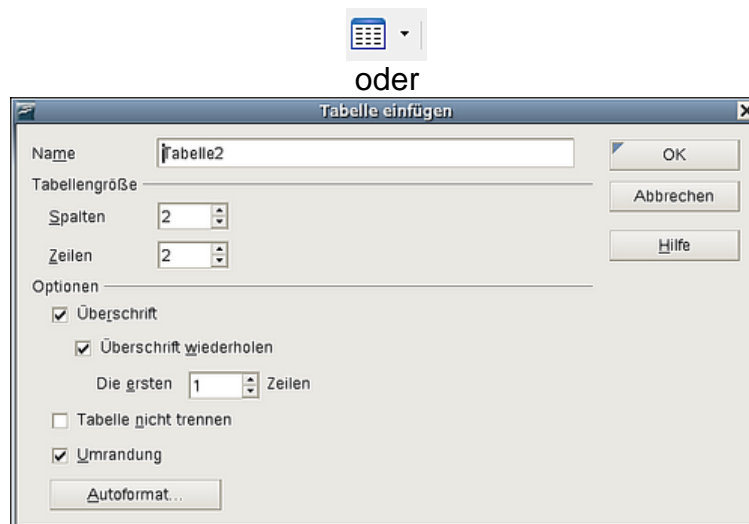 oder
Tabelle einfügen
Name Tabelle2 OK
Tabellengröße Abbrechen
Spalten 2
Zeilen 2 Hilfe
Optionen
Überschrift
Überschrift wiederholen
Die ersten 1 Zeilen
Tabelle nicht trennen
Umrandung
Autoformat...